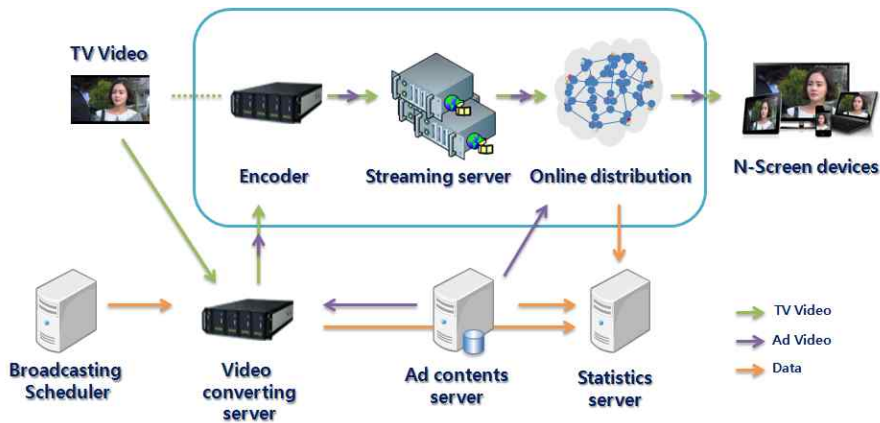 TV Video
Encoder
Streaming server
Online distribution
N-Screen devices
Broadcasting
Scheduler
Video
converting
server
Ad contents
server
Statistics
server
TV Video
Ad Video
Data